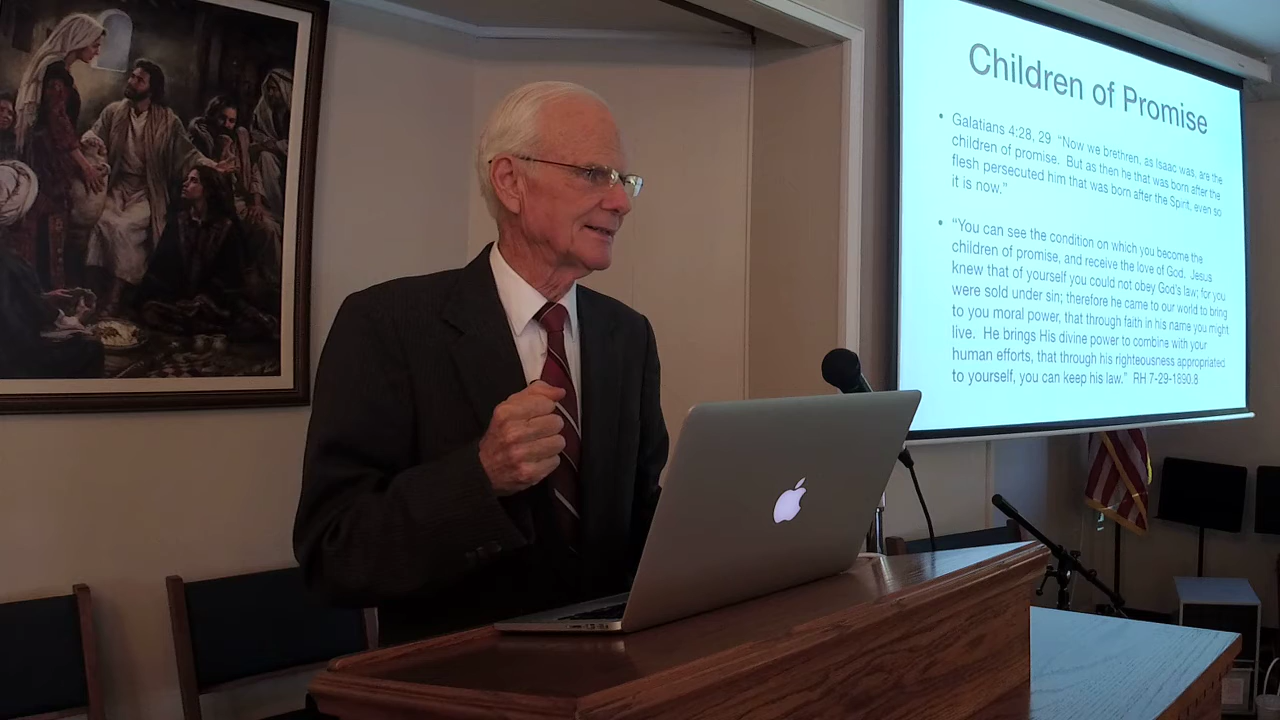 Children of Promise
• Galatians 4:28, 29 "Now we brethren, as Isaac was, are the
children of promise. But as then he that was born after the
flesh persecuted him that was born after the Spirit, even so
it is now."
• "You can see the condition on which you become the
children of promise, and receive the love of God. Jesus
knew that of yourself you could not obey God's law; for you
were sold under sin; therefore he came to our world to bring
to you moral power, that through faith in his name you might
live. He brings His divine power to combine with your
human efforts, that through his righteousness appropriated
to yourself, you can keep his law." RH 7-29-1890.8